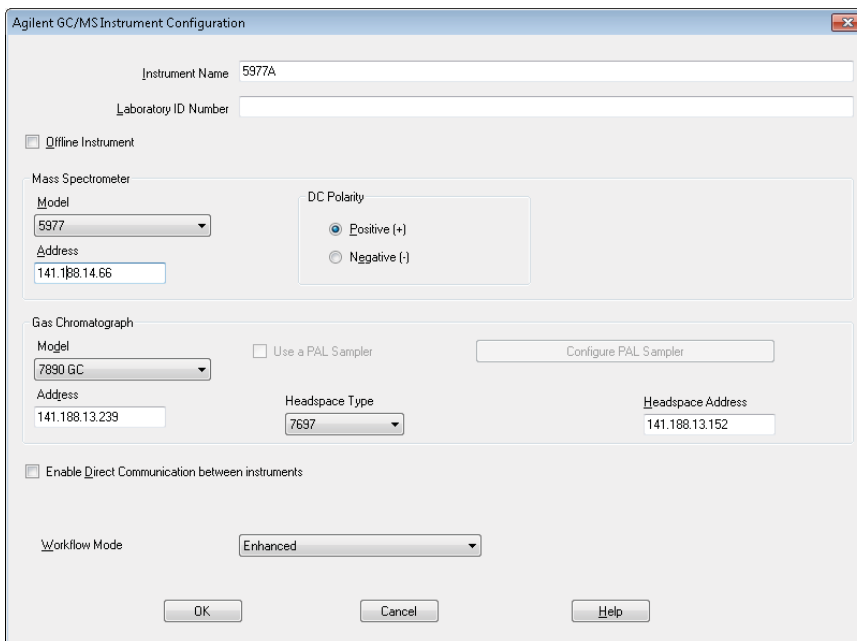 Agilent GC/MS Instrument Configuration
Instrument Name 5977A
Laboratory ID Number
Offline Instrument
Mass Spectrometer
Model
5977
Address
141.188.14.66
DC Polarity
Positive (+)
Negative (-)
Gas Chromatograph
Model
7890 GC
Use a PAL Sampler
Configure PAL Sampler
Address
141.188.13.239
Headspace Type
7697
Headspace Address
141.188.13.152
Enable Direct Communication between instruments
Workflow Mode Enhanced
OK Cancel Help